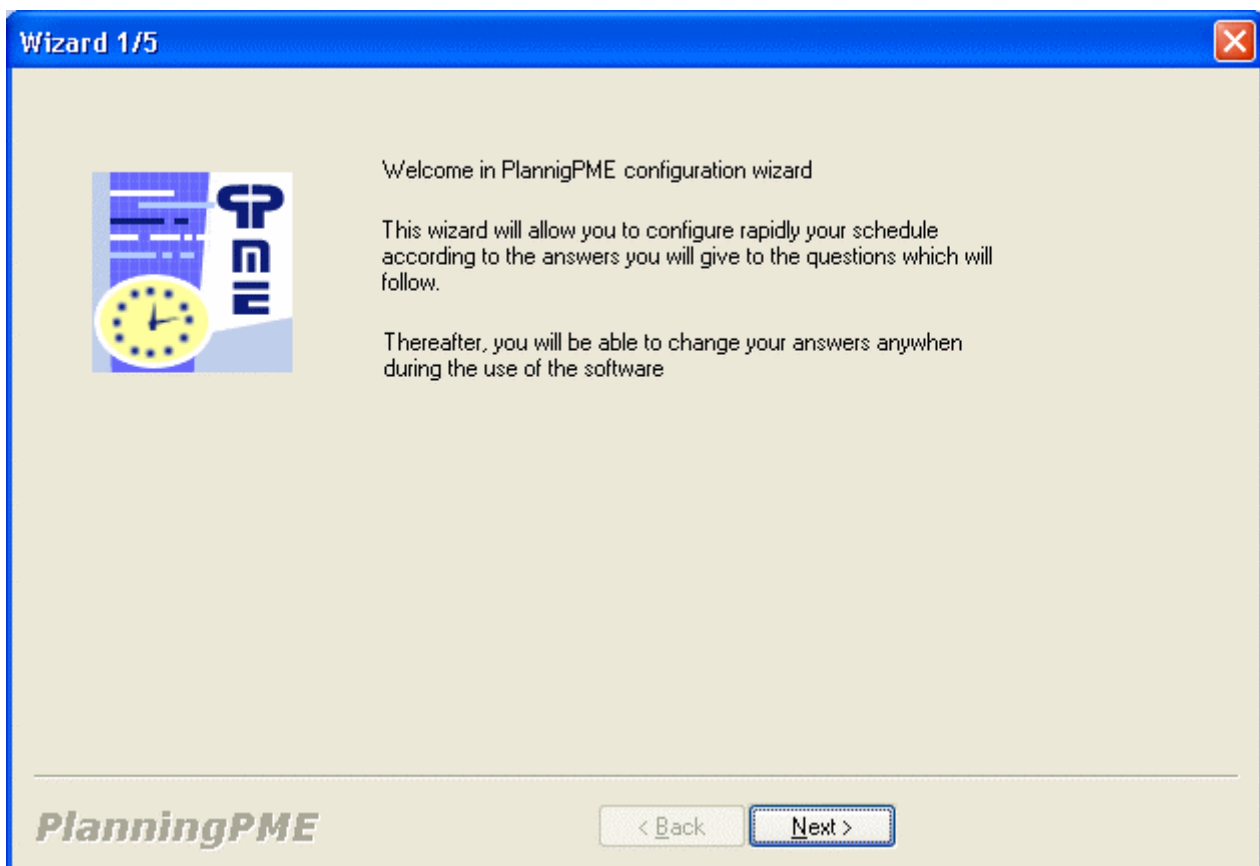 Wizard 1/5
PME
Welcome in PlannigPME configuration wizard
This wizard will allow you to configure rapidly your schedule
according to the answers you will give to the questions which will
follow.
Thereafter, you will be able to change your answers anywhen
during the use of the software
PlanningPME
< Back
Next >